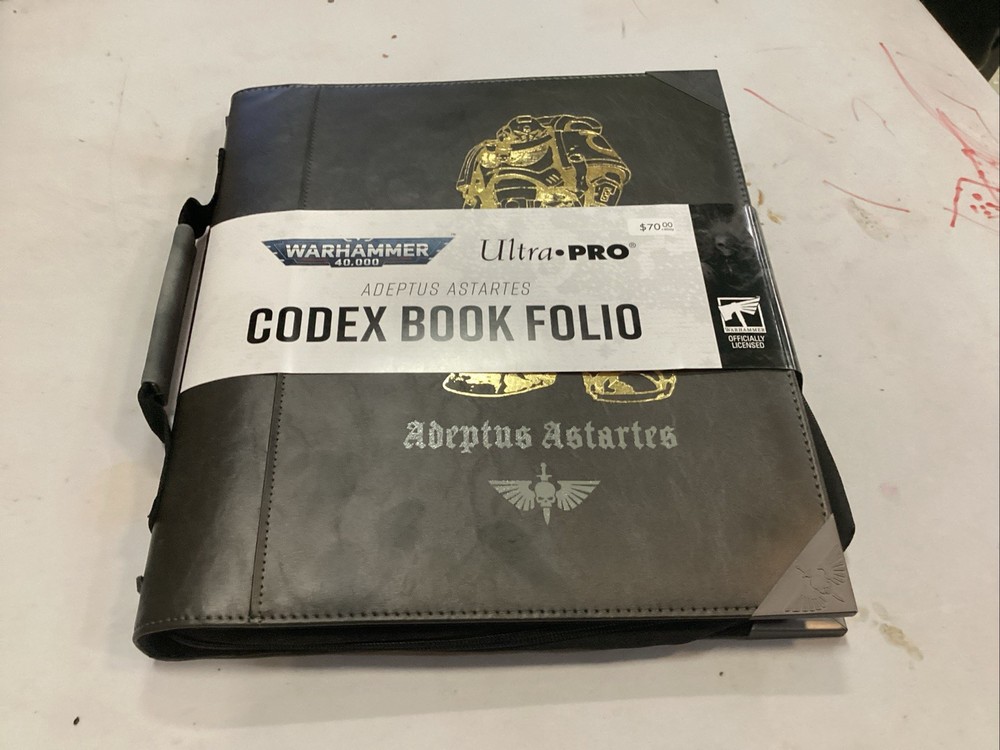 $70.00
WARHAMMER
40,000
Ultra•PRO®
ADEPTUS ASTARTES
CODEX BOOK FOLIO
WARHAMMER
OFFICIALLY
LICENSED
Adeptus Astartes